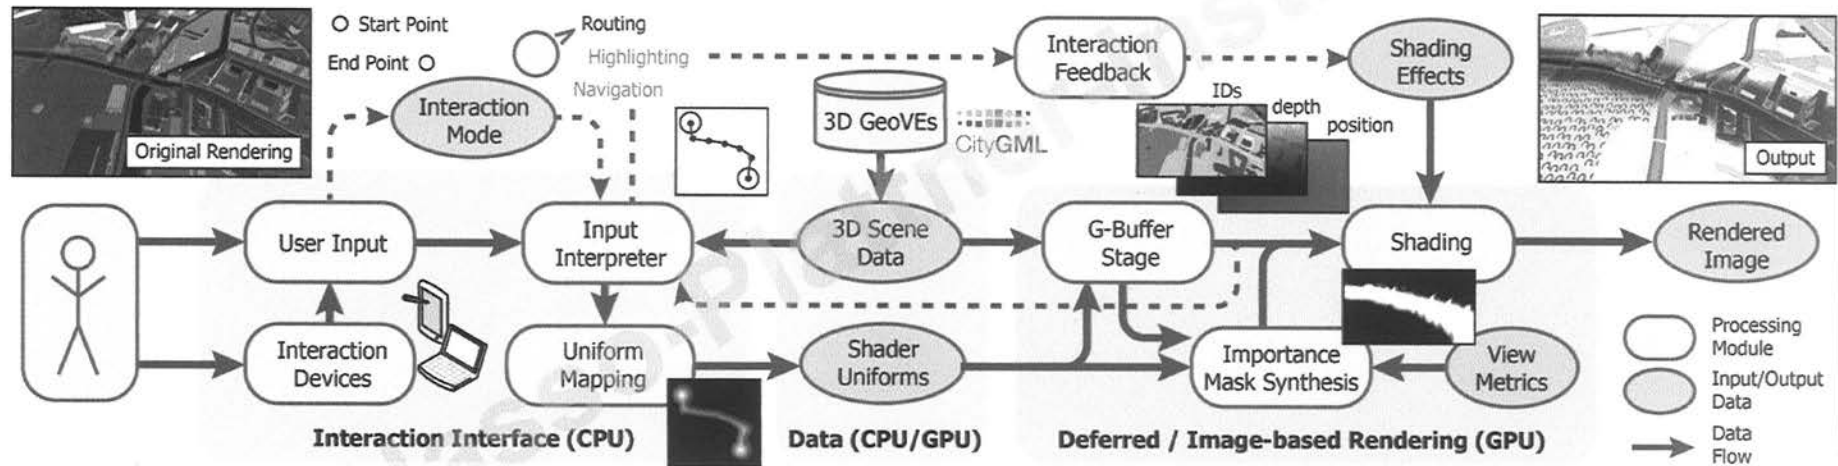 Original Rendering
Start Point
End Point
Routing
Highlighting
Navigation
Interaction
Mode
3D GeoVEs
CityGML
Interaction
Feedback
Shading
Effects
IDs
depth
position
Output
User Input
Input
Interpreter
3D Scene
Data
G-Buffer
Stage
Shading
Rendered
Image
Interaction
Devices
Uniform
Mapping
Shader
Uniforms
Importance
Mask Synthesis
View
Metrics
Processing
Module
Input/Output
Data
Data
Flow
Interaction Interface (CPU)
Data (CPU/GPU)
Deferred / Image-based Rendering (GPU)